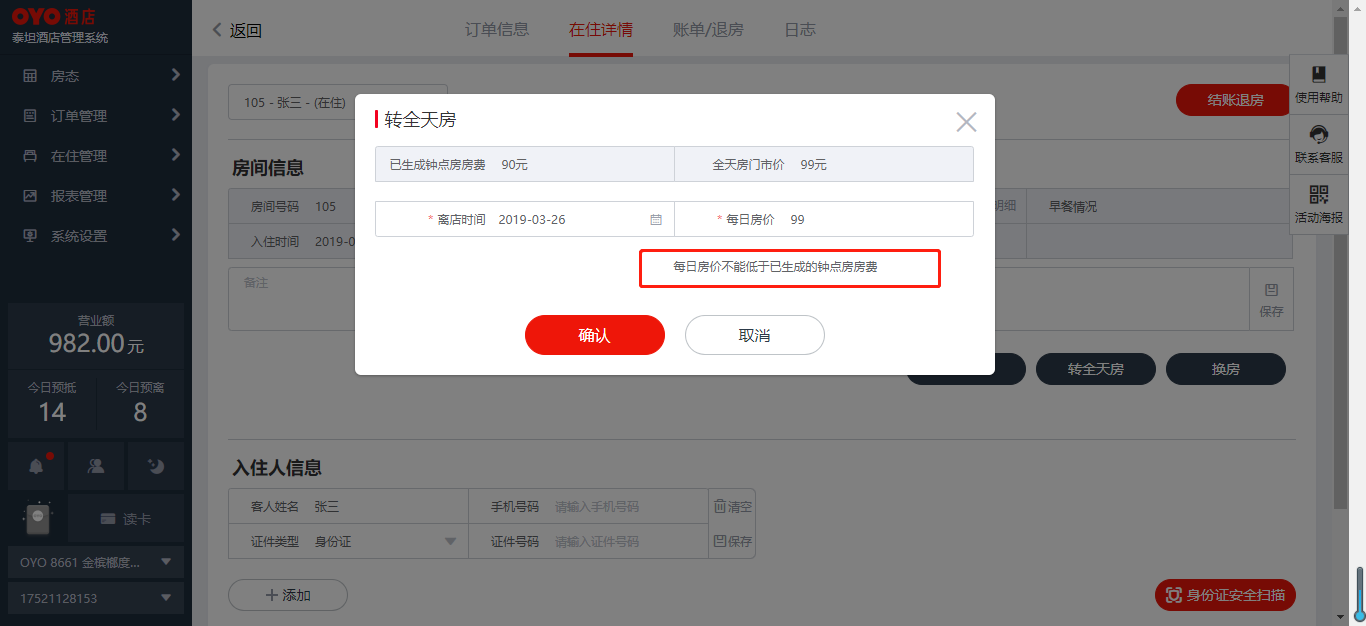 OYO 酒店
泰坦酒店管理系统
房态
订单管理
在住管理
报表管理
系统设置
营业额
982.00元
今日预抵
14
今日预离
8
读卡
OYO 8661 金槟榔度...
17521128153
返回
订单信息
在住详情
账单/退房
日志
105 - 张三 - (在住)
结账退房
使用帮助
联系客服
活动海报
房间信息
房间号码 105
明细
早餐情况
入住时间 2019-0
备注
保存
转全天房
已生成钟点房房费 90元
全天房门市价 99元
* 离店时间 2019-03-26
* 每日房价 99
每日房价不能低于已生成的钟点房房费
确认
取消
转全天房
换房
入住人信息
客人姓名 张三
手机号码 请输入手机号码
清空
证件类型 身份证
证件号码 请输入证件号码
保存
添加
身份证安全扫描